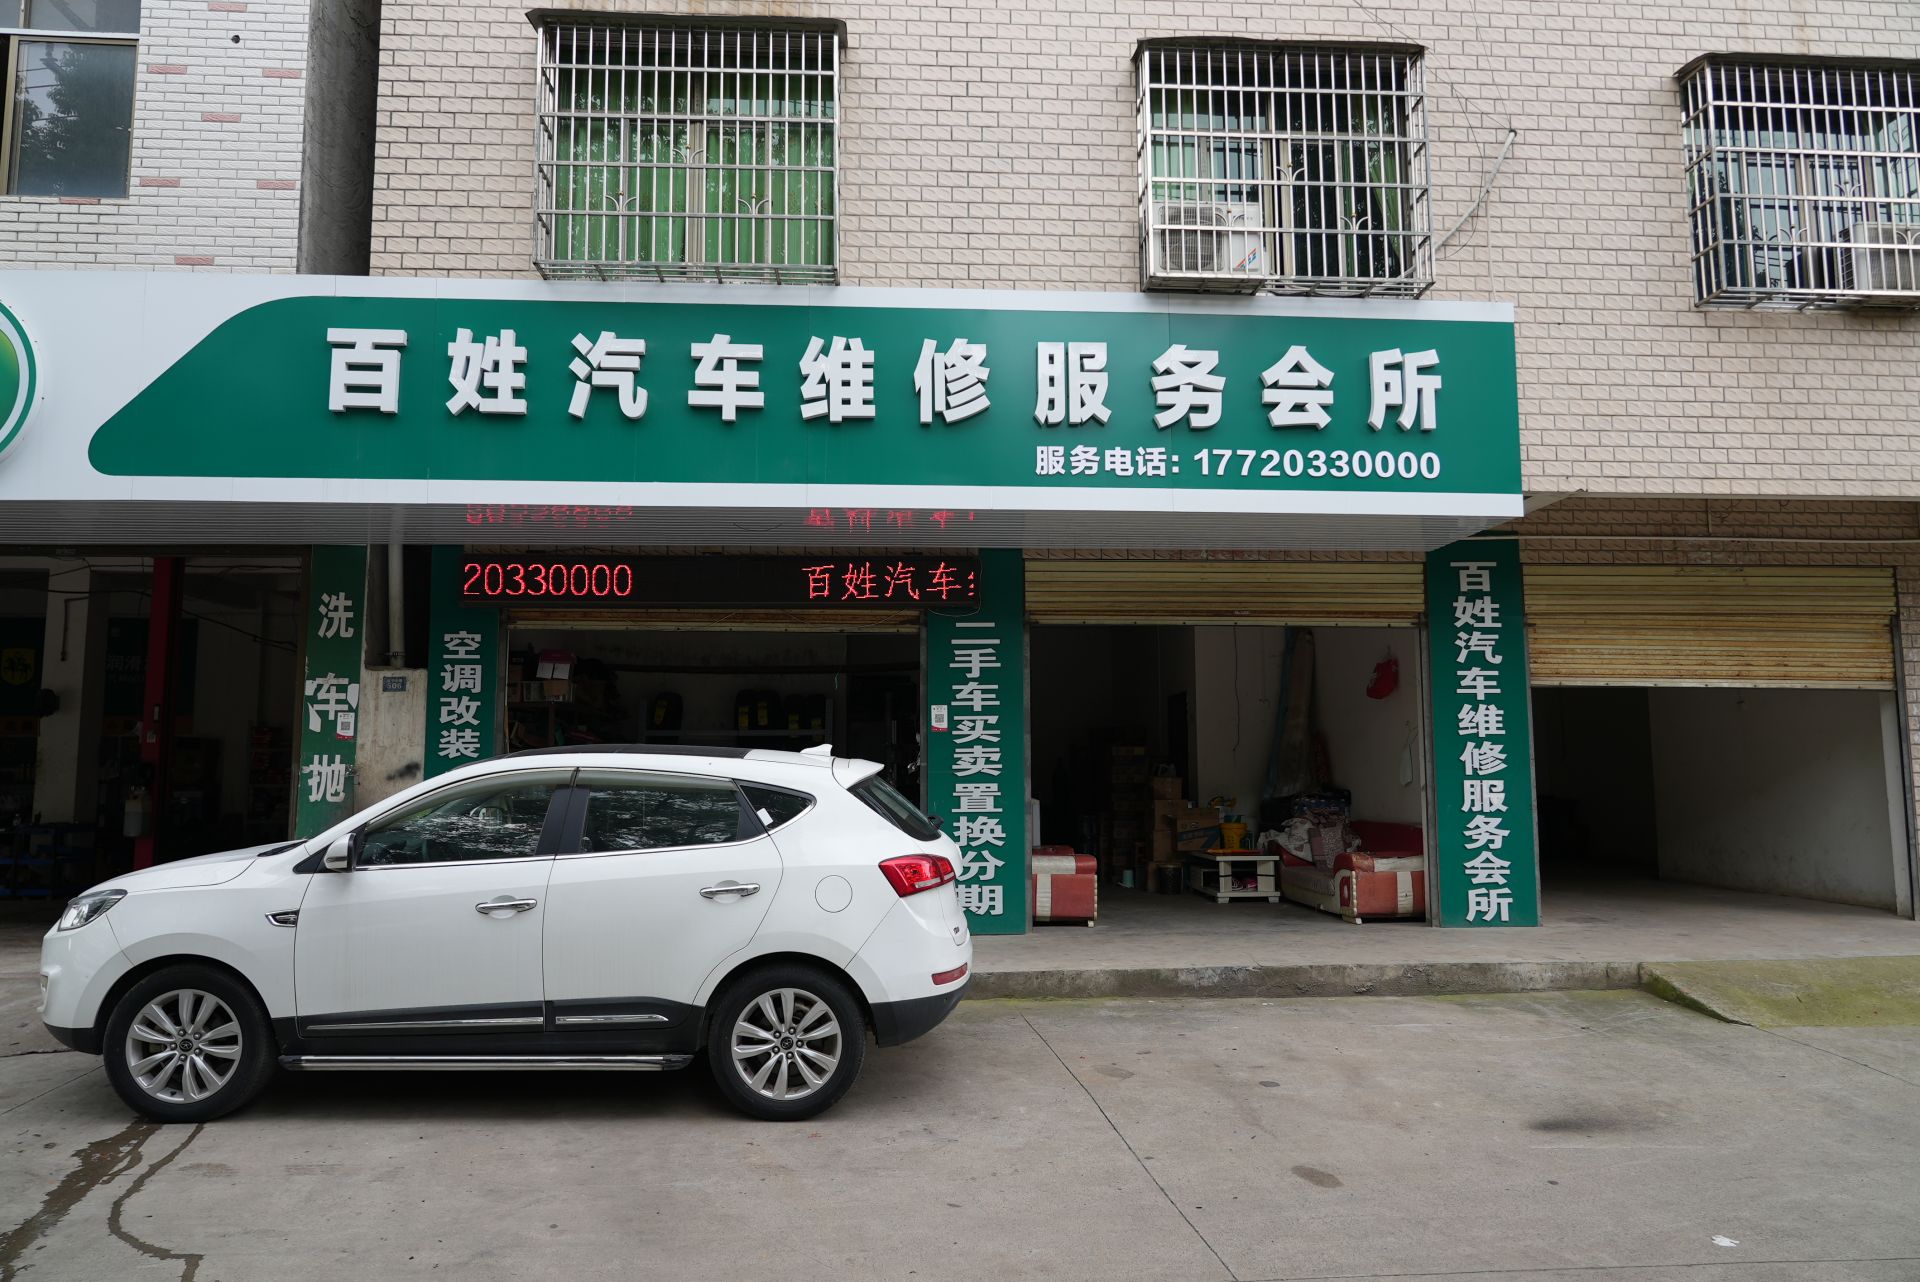 百姓汽车维修服务会所
服务电话: 17720330000
20330000 百姓汽车
洗车抛
空调改装
二手车买卖置换分期
百姓汽车维修服务会所
506